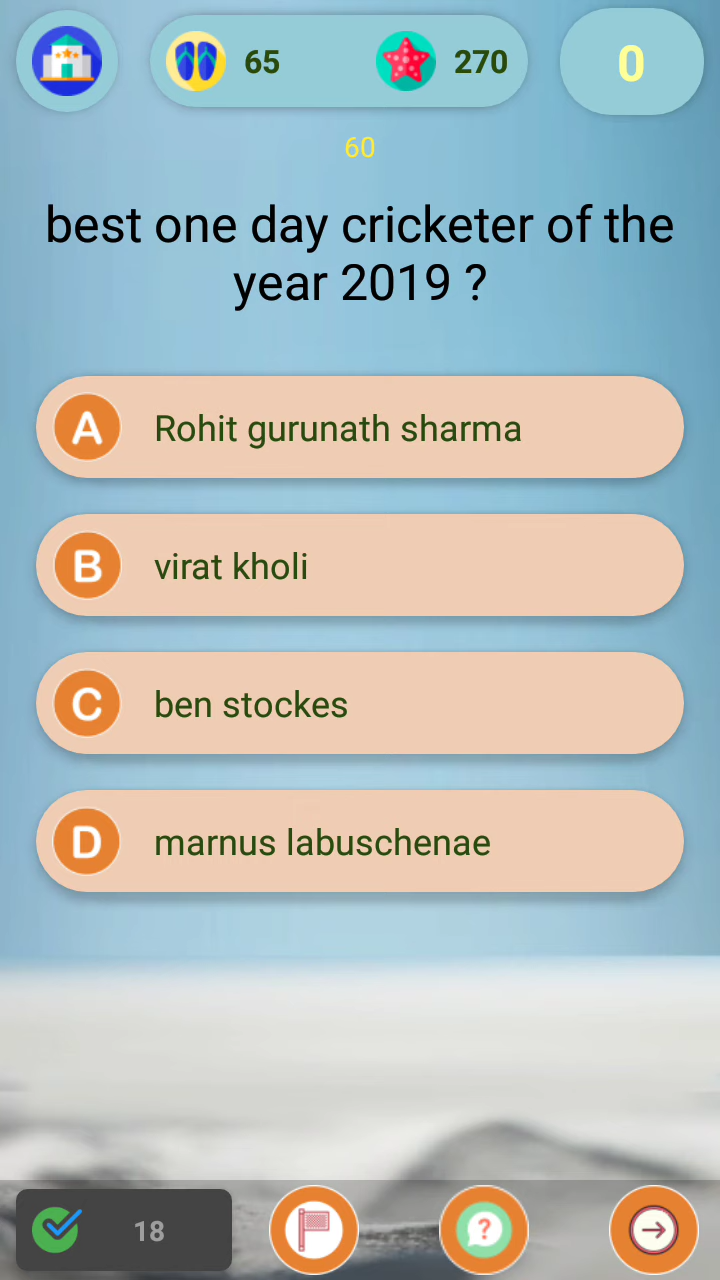 65
270
0
60
best one day cricketer of the
year 2019 ?
A Rohit gurunath sharma
B virat kholi
C ben stockes
D marnus labuschenae
18
?